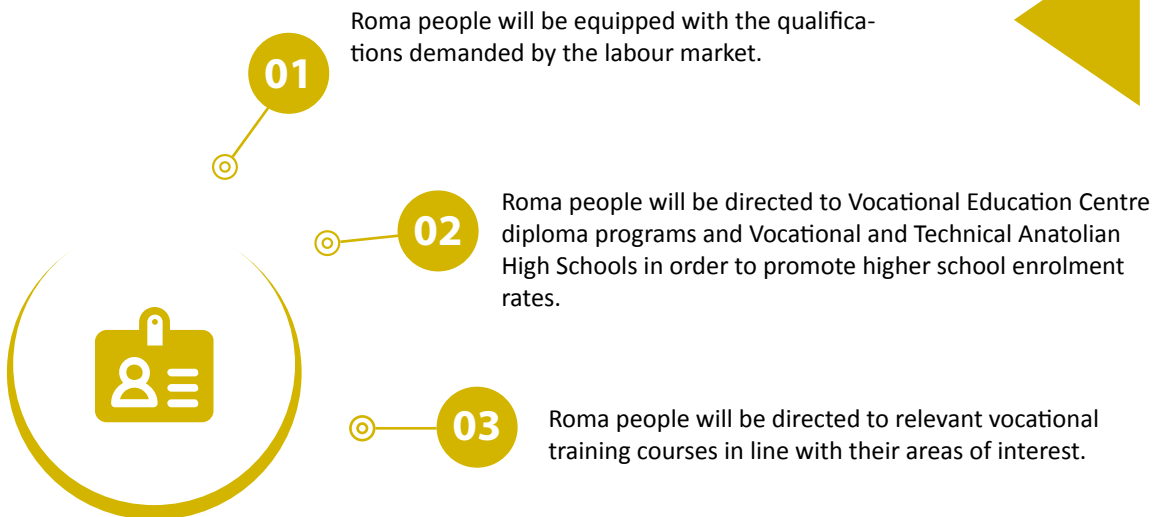 Roma people will be equipped with the qualifica-
tions demanded by the labour market.
01
02
Roma people will be directed to Vocational Education Centre
diploma programs and Vocational and Technical Anatolian
High Schools in order to promote higher school enrolment
rates.
03
Roma people will be directed to relevant vocational
training courses in line with their areas of interest.